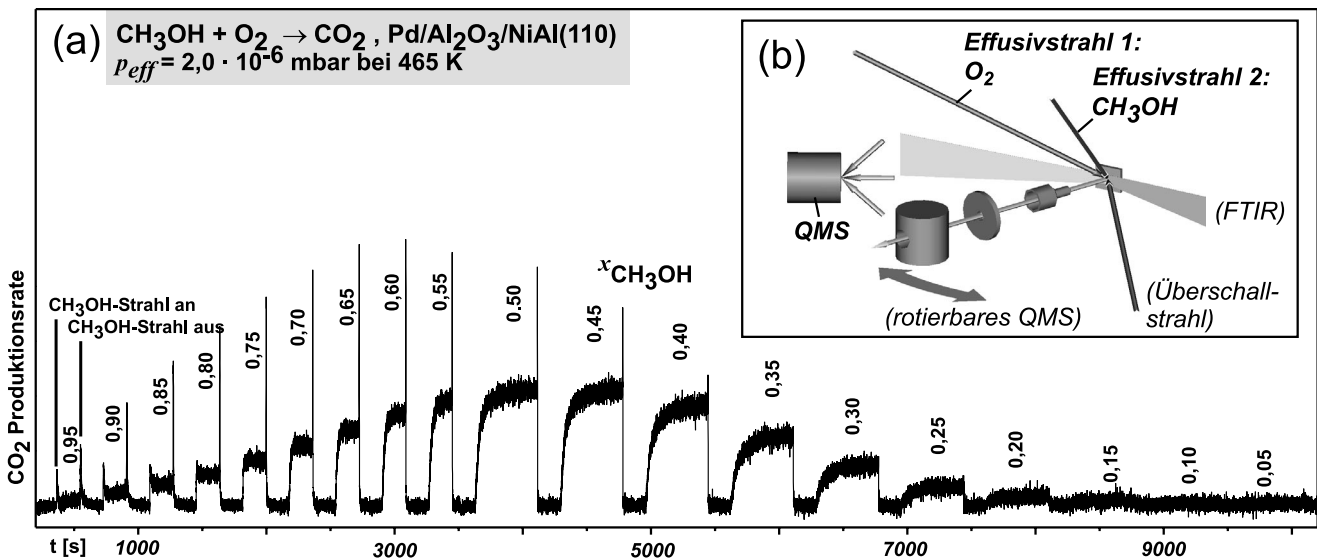 (a)
CH₃OH + O₂ → CO₂ , Pd/Al₂O₃/NiAl(110)
p_eff = 2,0 · 10⁻⁶ mbar bei 465 K
(b)
Effusivstrahl 1:
O₂
Effusivstrahl 2:
CH₃OH
QMS
(FTIR)
(rotierbares QMS)
(Überschall-
strahl)
CO₂ Produktionsrate
CH₃OH-Strahl an
CH₃OH-Strahl aus
ˣCH₃OH
0,95
0,90
0,85
0,80
0,75
0,70
0,65
0,60
0,55
0.50
0,45
0,40
0,35
0,30
0,25
0,20
0,15
0,10
0,05
t [s]
1000
3000
5000
7000
9000